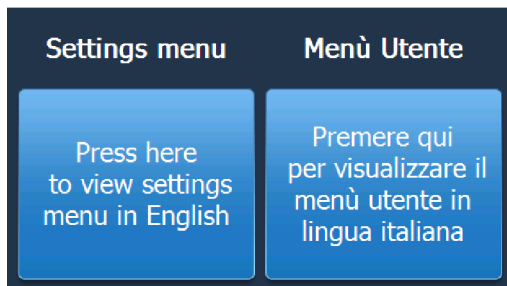 Settings menu
Menù Utente
Press here
to view settings
menu in English
Premere qui
per visualizzare il
menù utente in
lingua italiana